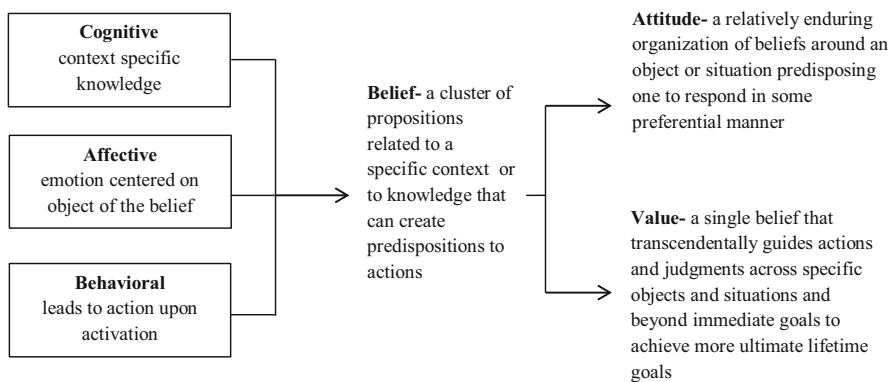 Cognitive
context specific
knowledge
Affective
emotion centered on
object of the belief
Behavioral
leads to action upon
activation
Belief- a cluster of
propositions
related to a
specific context or
to knowledge that
can create
predispositions to
actions
Attitude- a relatively enduring
organization of beliefs around an
object or situation predisposing
one to respond in some
preferential manner
Value- a single belief that
transcendentally guides actions
and judgments across specific
objects and situations and
beyond immediate goals to
achieve more ultimate lifetime
goals